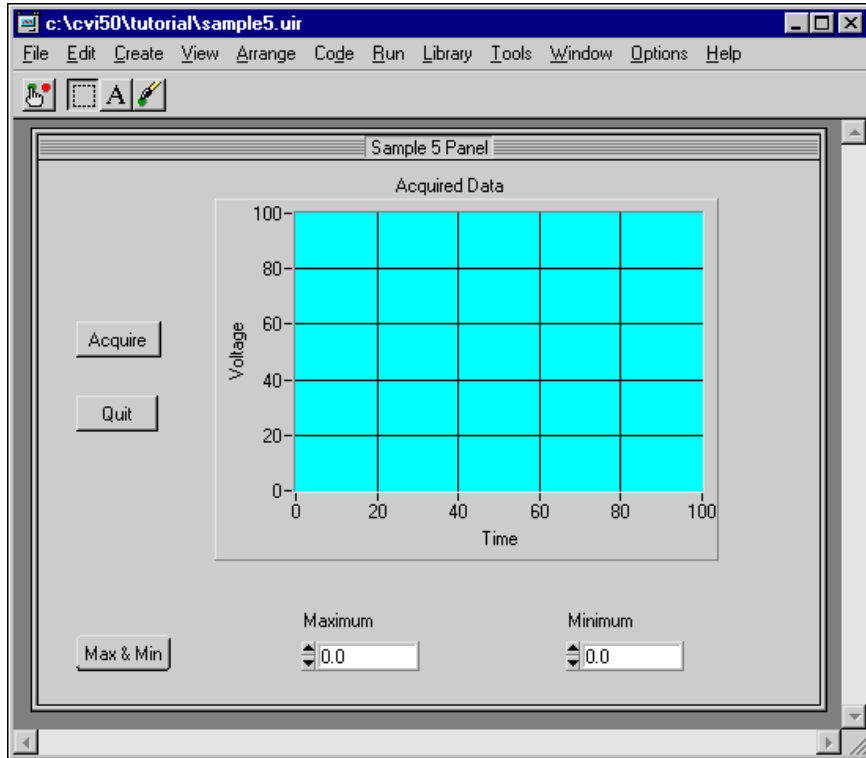 c:\cvi50\tutorial\sample5.uir
File Edit Create View Arrange Code Run Library Tools Window Options Help
A
Sample 5 Panel
Acquired Data
100
80
60
40
20
0
Voltage
0 20 40 60 80 100
Time
Acquire
Quit
Maximum Minimum
Max & Min 0.0 0.0